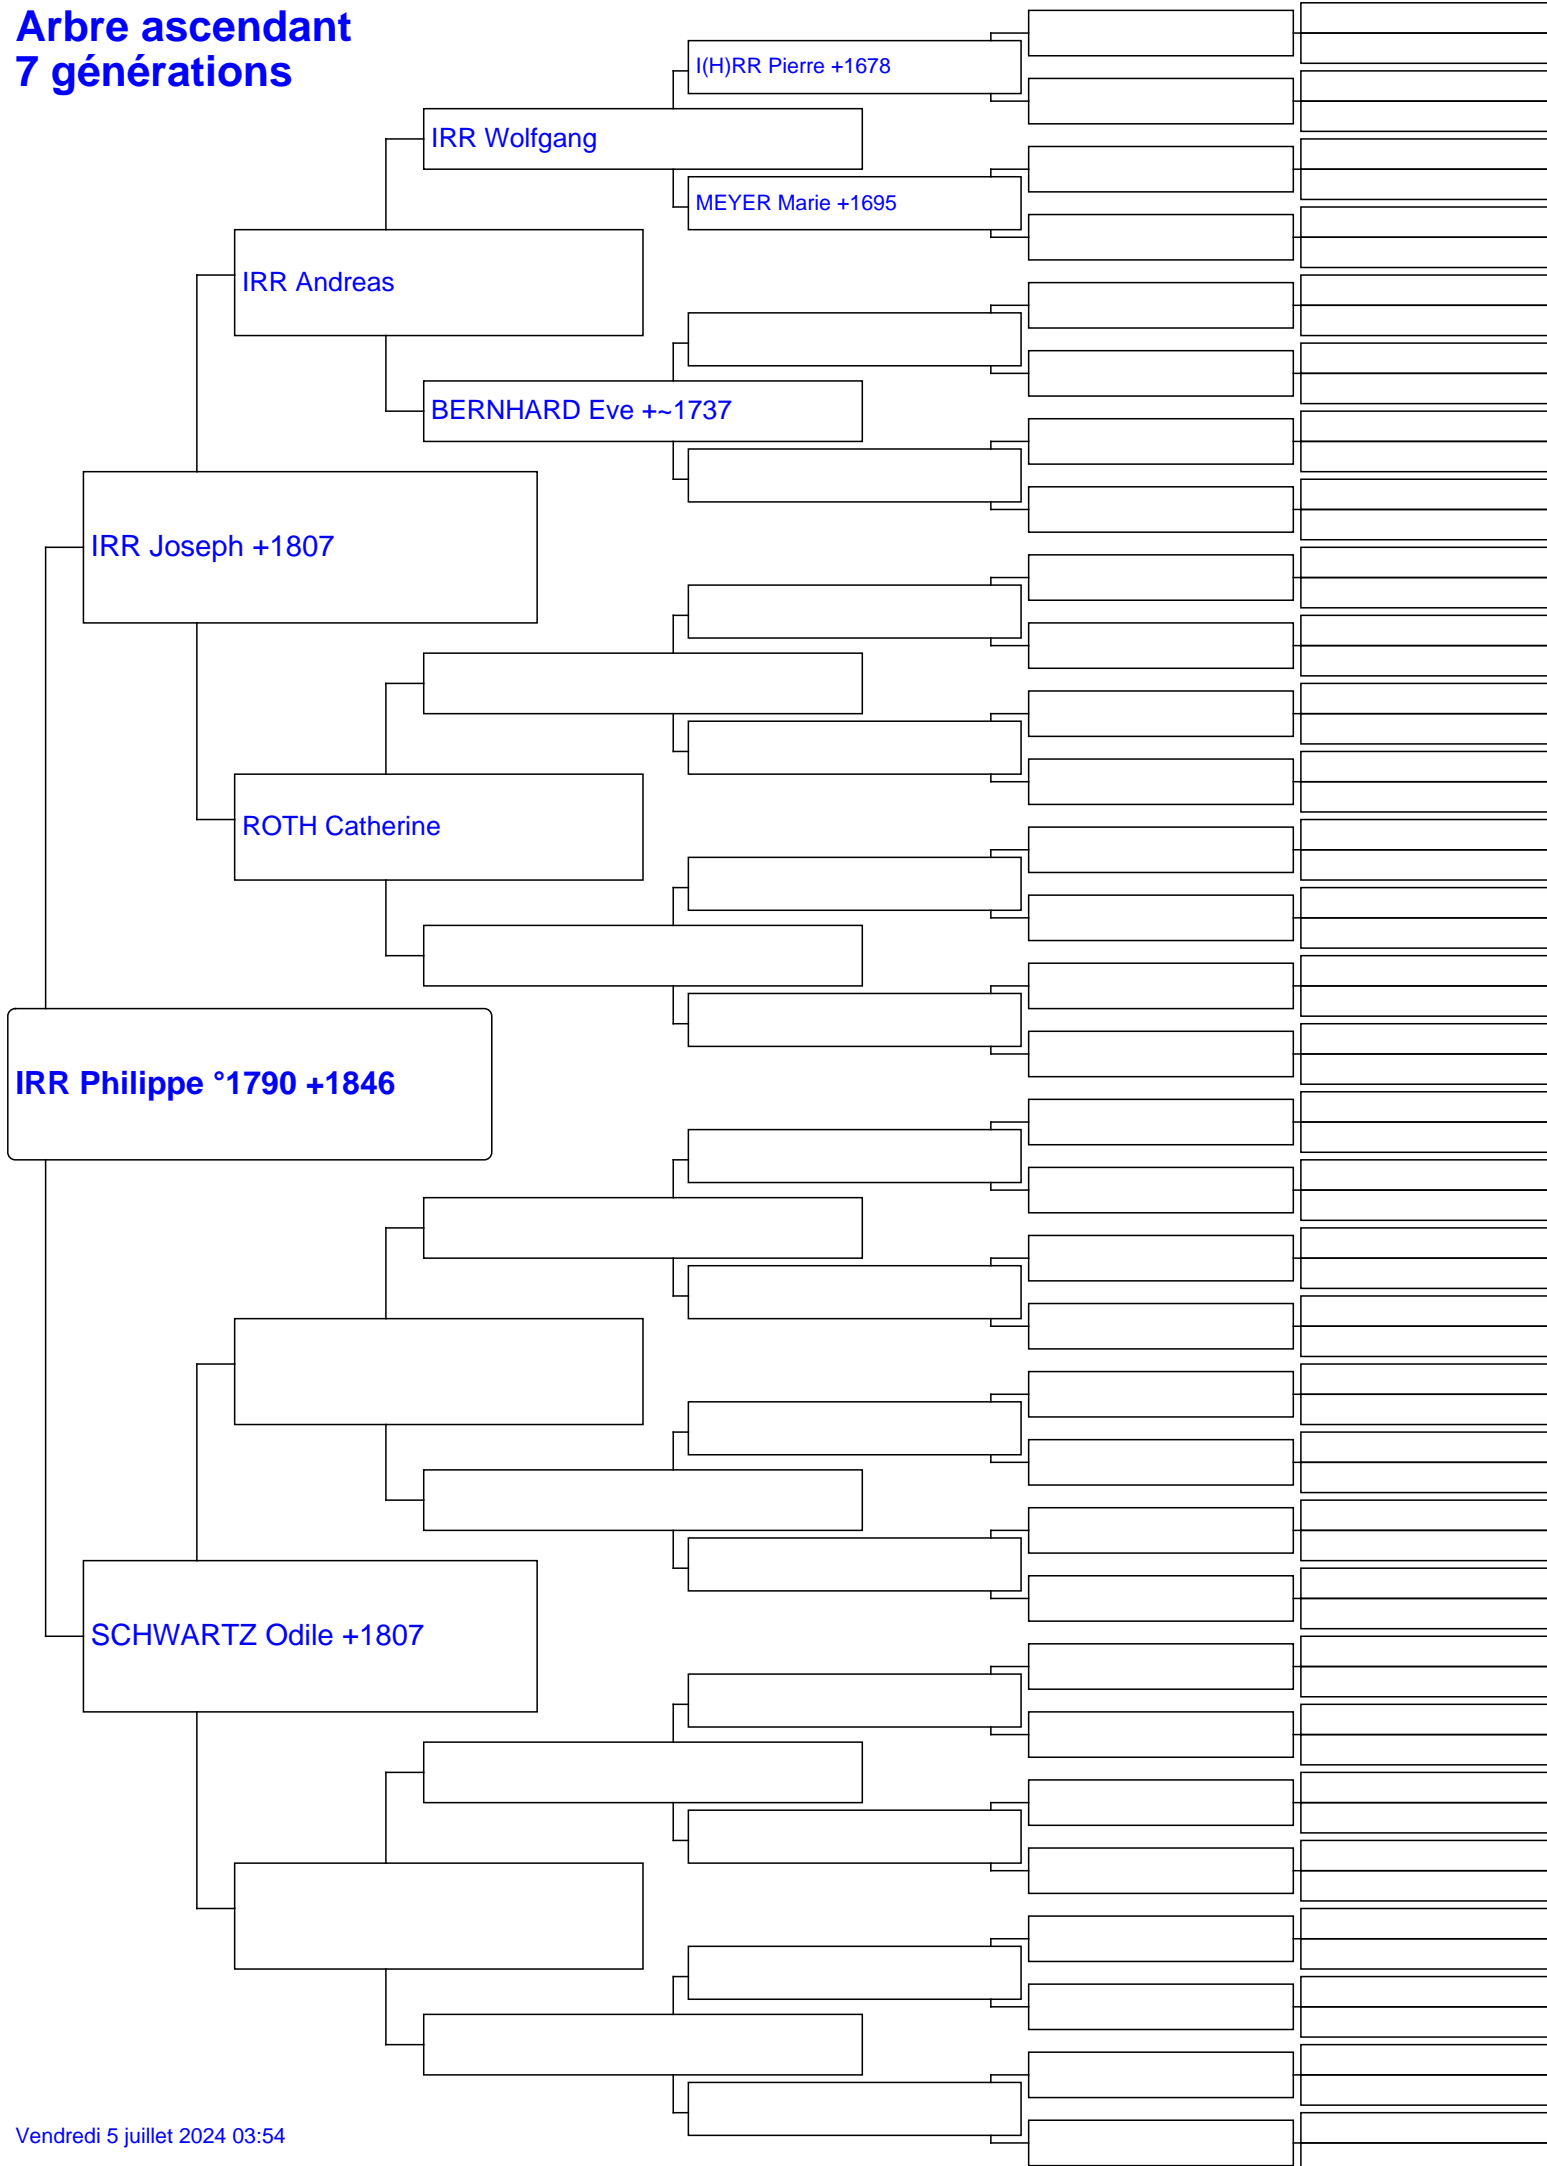 Arbre ascendant
7 générations
I(H)RR Pierre +1678
IRR Wolfgang
MEYER Marie +1695
IRR Andreas
BERNHARD Eve +~1737
IRR Joseph +1807
ROTH Catherine
IRR Philippe °1790 +1846
SCHWARTZ Odile +1807
Vendredi 5 juillet 2024 03:54